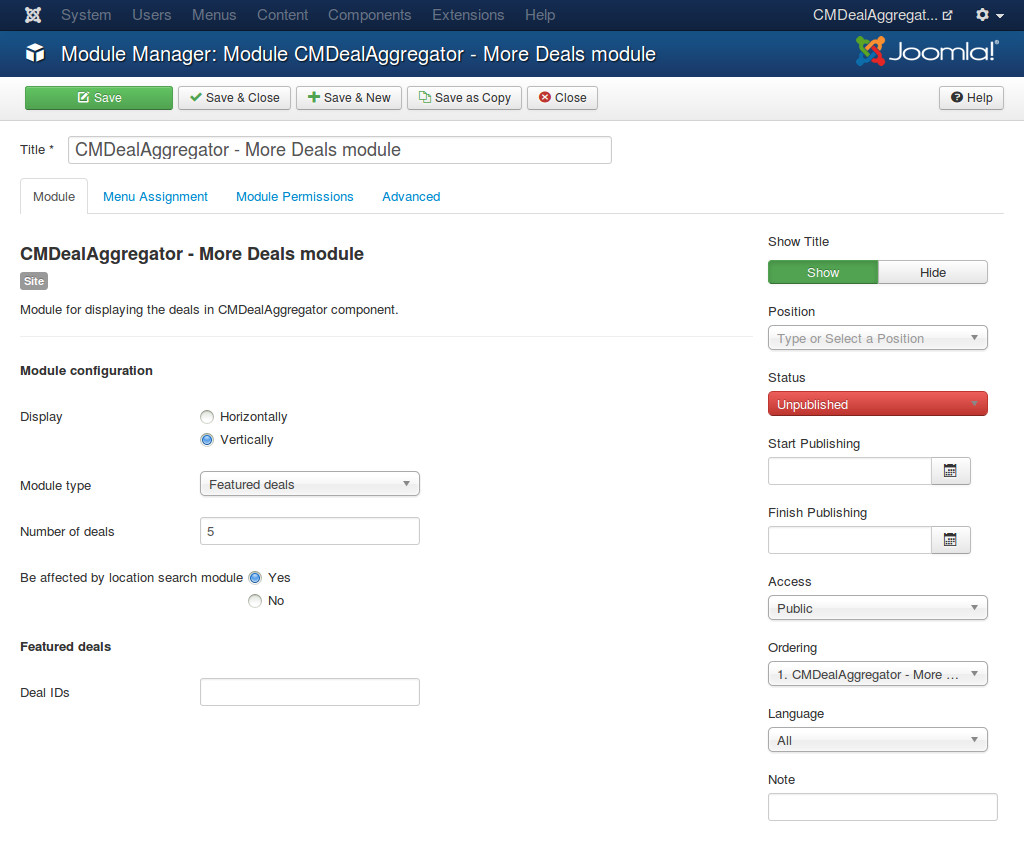 System Users Menus Content Components Extensions Help CMDealAggregat...
Module Manager: Module CMDealAggregator - More Deals module Joomla!®
Save Save & Close Save & New Save as Copy Close Help
Title * CMDealAggregator - More Deals module
Module Menu Assignment Module Permissions Advanced
CMDealAggregator - More Deals module
Site
Module for displaying the deals in CMDealAggregator component.
Module configuration
Display Horizontally
Vertically
Module type Featured deals
Number of deals 5
Be affected by location search module Yes
No
Featured deals
Deal IDs
Show Title
Show Hide
Position
Type or Select a Position
Status
Unpublished
Start Publishing
Finish Publishing
Access
Public
Ordering
1. CMDealAggregator - More ...
Language
All
Note